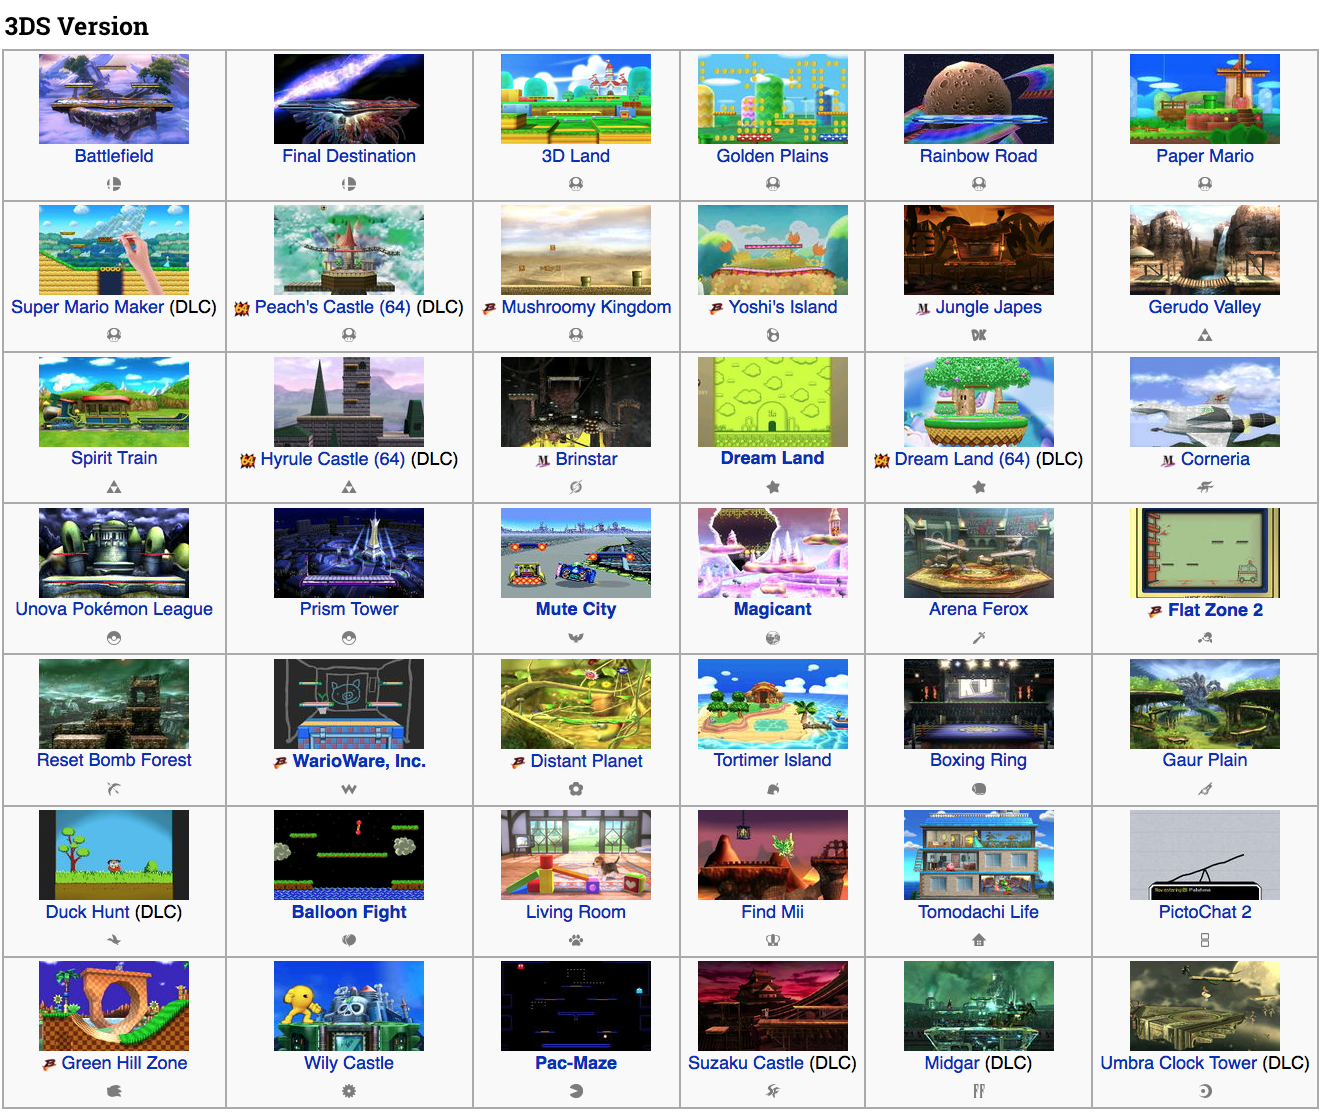 3DS Version
Battlefield
Final Destination
3D Land
Golden Plains
Rainbow Road
Paper Mario
Super Mario Maker (DLC)
64 Peach's Castle (64) (DLC)
B Mushroomy Kingdom
B Yoshi's Island
M Jungle Japes
Gerudo Valley
DK
Spirit Train
64 Hyrule Castle (64) (DLC)
M Brinstar
Dream Land
64 Dream Land (64) (DLC)
M Corneria
Unova Pokémon League
Prism Tower
Mute City
Magicant
Arena Ferox
B Flat Zone 2
Reset Bomb Forest
B WarioWare, Inc.
B Distant Planet
Tortimer Island
Boxing Ring
Gaur Plain
W
Duck Hunt (DLC)
Balloon Fight
Living Room
Find Mii
Tomodachi Life
PictoChat 2
B Green Hill Zone
Wily Castle
Pac-Maze
Suzaku Castle (DLC)
Midgar (DLC)
Umbra Clock Tower (DLC)
FF